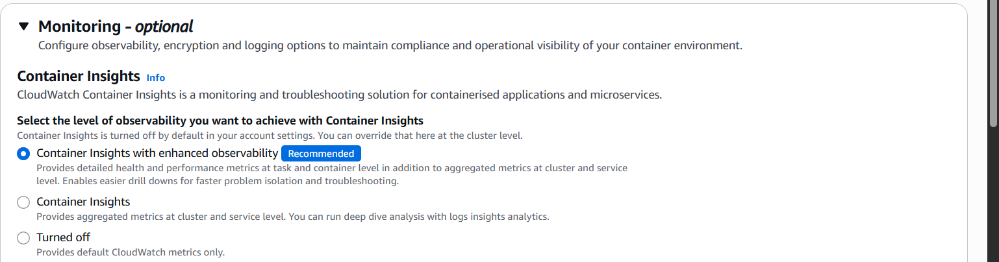 Monitoring - optional
Configure observability, encryption and logging options to maintain compliance and operational visibility of your container environment.
Container Insights Info
CloudWatch Container Insights is a monitoring and troubleshooting solution for containerised applications and microservices.
Select the level of observability you want to achieve with Container Insights
Container Insights is turned off by default in your account settings. You can override that here at the cluster level.
Container Insights with enhanced observability Recommended
Provides detailed health and performance metrics at task and container level in addition to aggregated metrics at cluster and service
level. Enables easier drill downs for faster problem isolation and troubleshooting.
Container Insights
Provides aggregated metrics at cluster and service level. You can run deep dive analysis with logs insights analytics.
Turned off
Provides default CloudWatch metrics only.